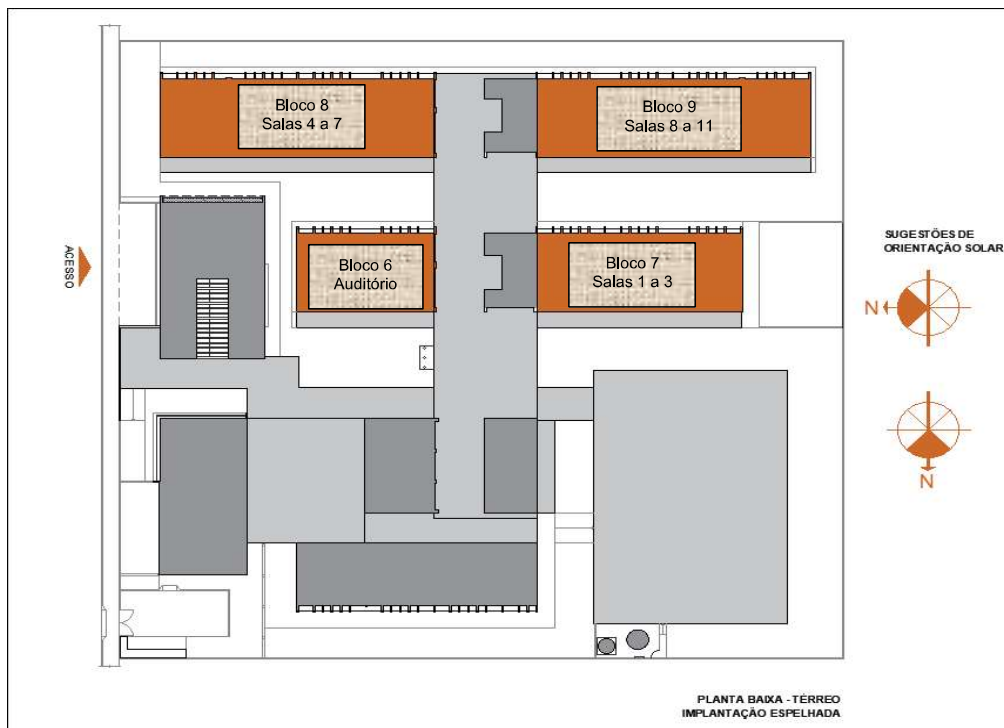 Bloco 8
Salas 4 a 7
Bloco 9
Salas 8 a 11
ACESSO
Bloco 6
Auditório
Bloco 7
Salas 1 a 3
SUGESTÕES DE
ORIENTAÇÃO SOLAR
N
N
PLANTA BAIXA - TÉRREO
IMPLANTAÇÃO ESPELHADA